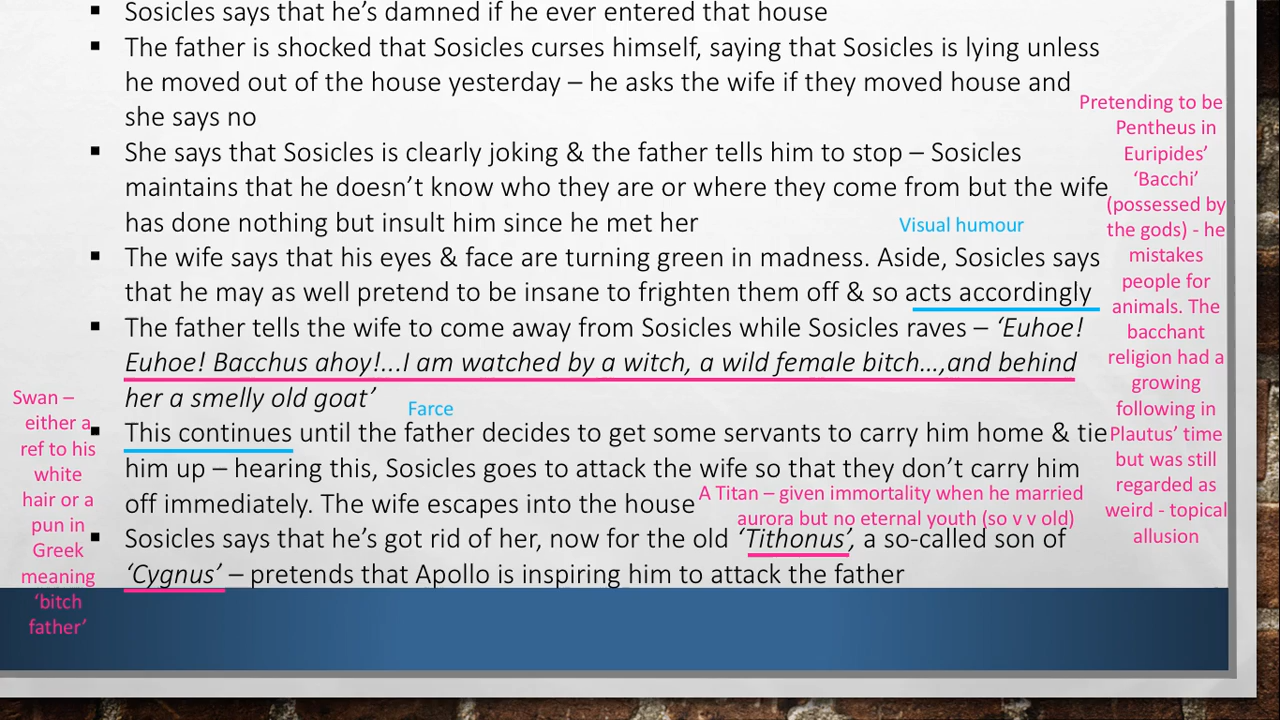 Sosicles says that he’s damned if he ever entered that house
The father is shocked that Sosicles curses himself, saying that Sosicles is lying unless
he moved out of the house yesterday – he asks the wife if they moved house and
she says no
She says that Sosicles is clearly joking & the father tells him to stop – Sosicles
maintains that he doesn’t know who they are or where they come from but the wife
has done nothing but insult him since he met her
Visual humour
The wife says that his eyes & face are turning green in madness. Aside, Sosicles says
that he may as well pretend to be insane to frighten them off & so acts accordingly
The father tells the wife to come away from Sosicles while Sosicles raves – ‘Euhoe!
Euhoe! Bacchus ahoy!...I am watched by a witch, a wild female bitch…,and behind
her a smelly old goat’
Farce
This continues until the father decides to get some servants to carry him home & tie
him up – hearing this, Sosicles goes to attack the wife so that they don’t carry him
off immediately. The wife escapes into the house
A Titan – given immortality when he married
aurora but no eternal youth (so v v old)
Sosicles says that he’s got rid of her, now for the old ‘Tithonus’, a so-called son of
‘Cygnus’ – pretends that Apollo is inspiring him to attack the father
Pretending to be
Pentheus in
Euripides’
‘Bacchi’
(possessed by
the gods) - he
mistakes
people for
animals. The
bacchant
religion had a
growing
following in
Plautus’ time
but was still
regarded as
weird - topical
allusion
Swan –
either a
ref to his
white
hair or a
pun in
Greek
meaning
‘bitch
father’